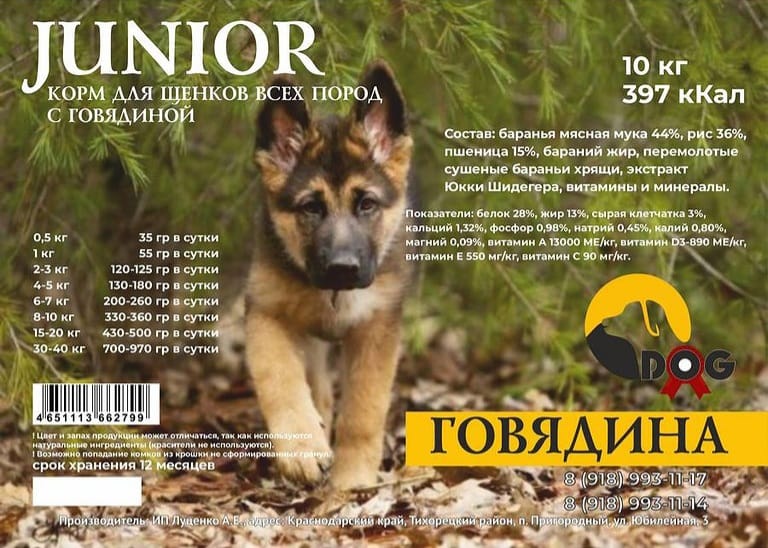 JUNIOR
КОРМ ДЛЯ ЩЕНКОВ ВСЕХ ПОРОД
С ГОВЯДИНОЙ
10 кг
397 кКал
Состав: баранья мясная мука 44%, рис 36%,
пшеница 15%, бараний жир, перемолотые
сушеные бараньи хрящи, экстракт
Юкки Шидегера, витамины и минералы.
Показатели: белок 28%, жир 13%, сырая клетчатка 3%,
кальций 1,32%, фосфор 0,98%, натрий 0,45%, калий 0,80%,
магний 0,09%, витамин А 13000 МЕ/кг, витамин D3-890 МЕ/кг,
витамин Е 550 мг/кг, витамин С 90 мг/кг.
0,5 кг 35 гр в сутки
1 кг 55 гр в сутки
2-3 кг 120-125 гр в сутки
4-5 кг 130-180 гр в сутки
6-7 кг 200-260 гр в сутки
8-10 кг 330-360 гр в сутки
15-20 кг 430-500 гр в сутки
30-40 кг 700-970 гр в сутки
DOG
4 651113 662799
! Цвет и запах продукции может отличаться, так как используются
натуральные ингредиенты (красители не используются).
! Возможно попадание комков из крошки не сформированных гранул.
срок хранения 12 месяцев
ГОВЯДИНА
8 (918) 993-11-17
8 (918) 993-11-14
Производитель: ИП Луценко А.Е., адрес: Краснодарский край, Тихорецкий район, п. Пригородный, ул. Юбилейная, 3